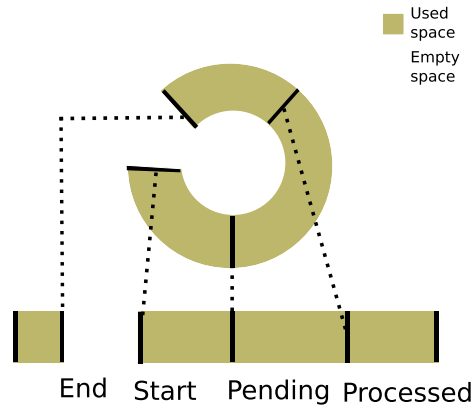 Used
space
Empty
space
End
Start
Pending
Processed